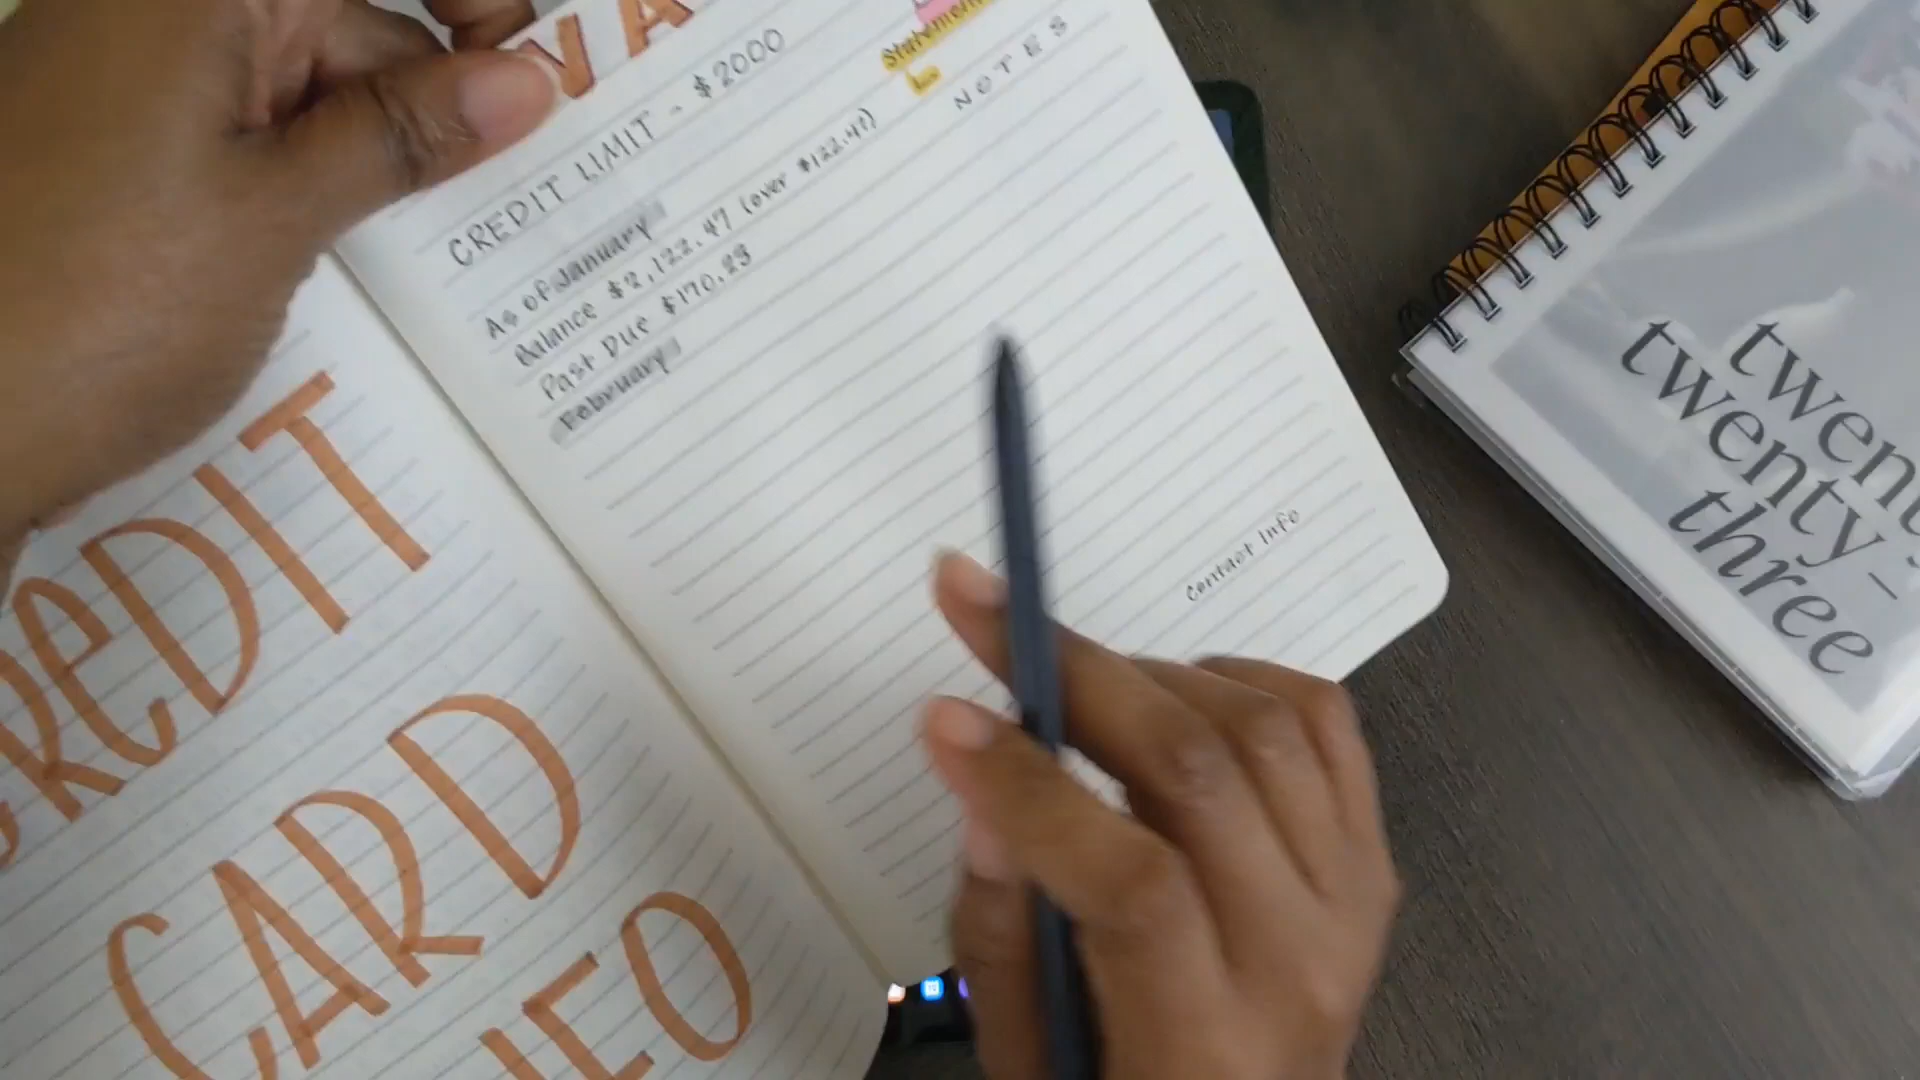 CREDIT
CARD
CREDIT LIMIT - $2000
Statement
NOTES
As of January
Balance $2,122.47 (over $122.47)
Past Due $170.23
February
Contact Info
twenty-
three